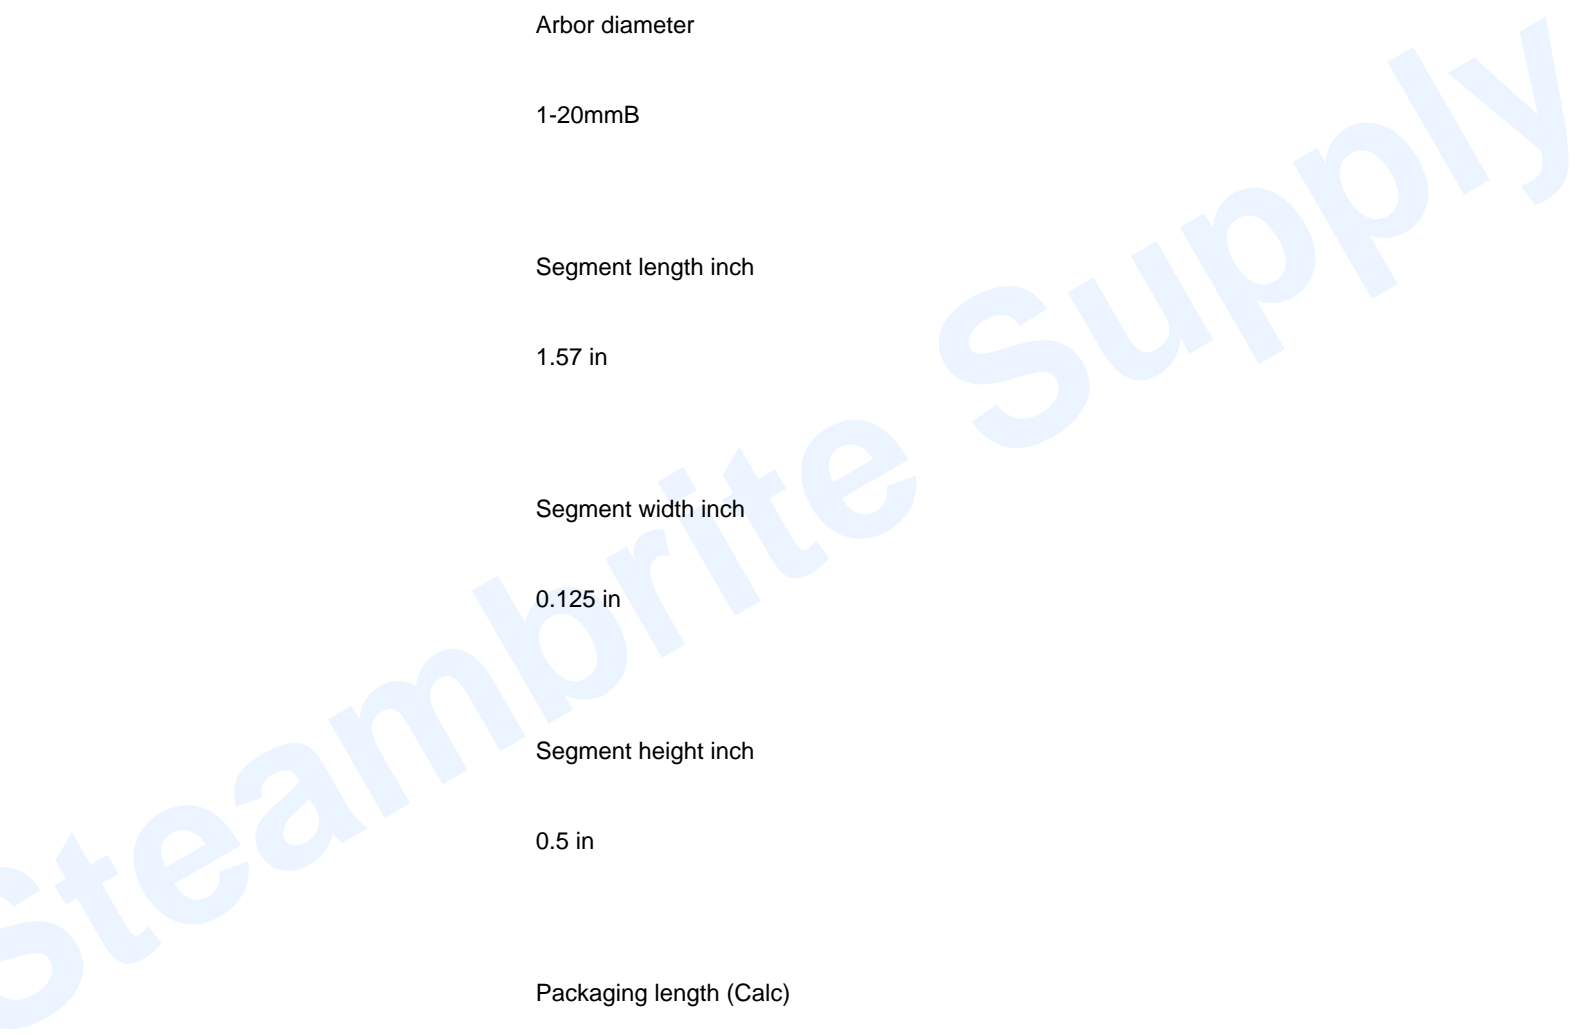 Arbor diameter
1-20mmB
Segment length inch
1.57 in
Segment width inch
0.125 in
Segment height inch
0.5 in
Packaging length (Calc)
Steambrite Supply